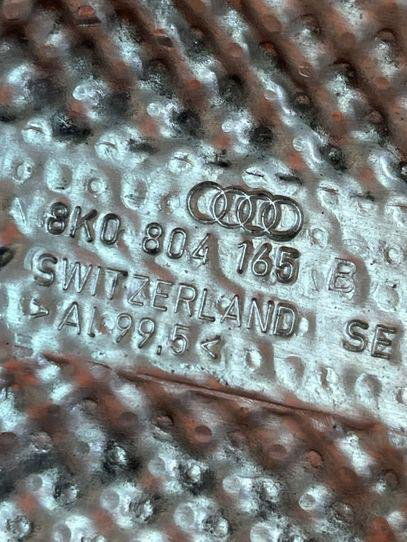 8K0 804 165 B
SWITZERLAND SE
>Al 99,5<